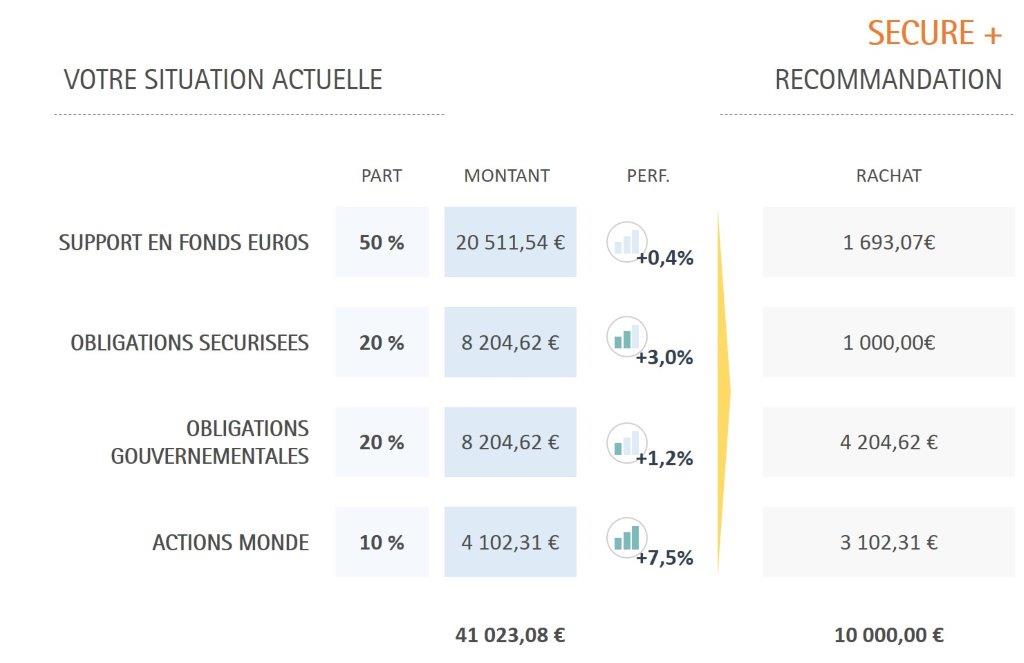 SECURE +
VOTRE SITUATION ACTUELLE
RECOMMANDATION
PART MONTANT PERF. RACHAT
SUPPORT EN FONDS EUROS 50 % 20 511,54 € +0,4% 1 693,07€
OBLIGATIONS SECURISEES 20 % 8 204,62 € +3,0% 1 000,00€
OBLIGATIONS
GOUVERNEMENTALES 20 % 8 204,62 € +1,2% 4 204,62 €
ACTIONS MONDE 10 % 4 102,31 € +7,5% 3 102,31 €
41 023,08 € 10 000,00 €